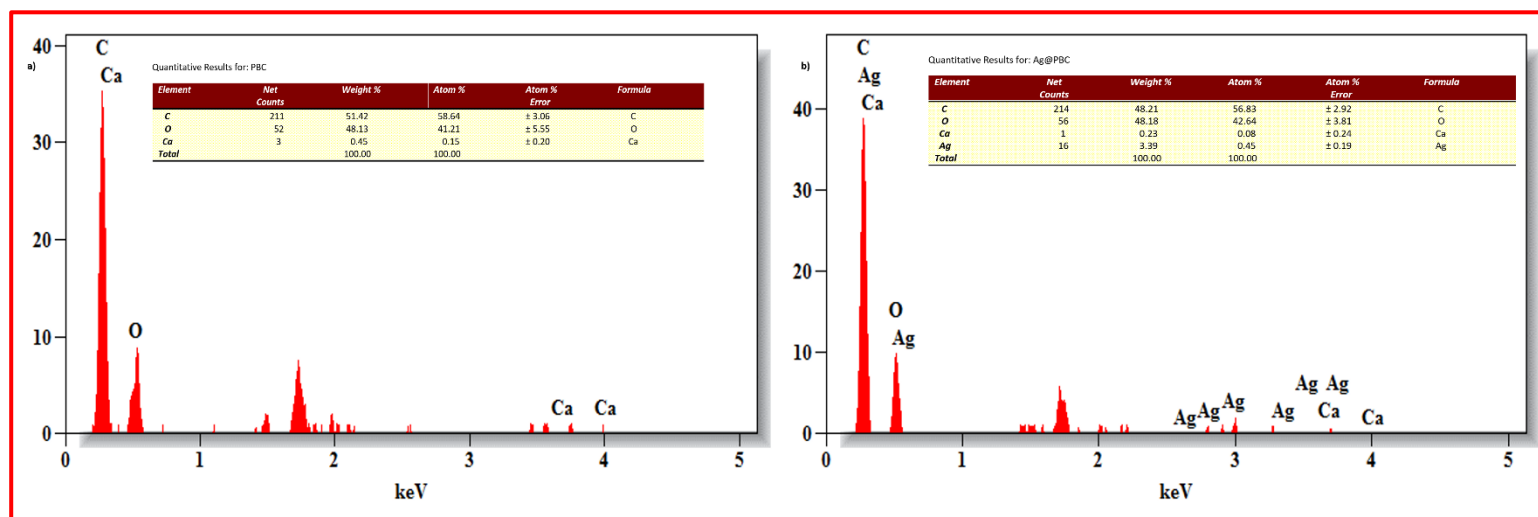 a)
Quantitative Results for: PBC
Element Net Counts Weight % Atom % Atom % Error Formula
C 211 51.42 58.64 ± 3.06 C
O 52 48.13 41.21 ± 5.55 O
Ca 3 0.45 0.15 ± 0.20 Ca
Total 100.00 100.00
40
30
20
10
0
C
Ca
O
Ca Ca
0 1 2 3 4 5
keV
b)
Quantitative Results for: Ag@PBC
Element Net Counts Weight % Atom % Atom % Error Formula
C 214 48.21 56.83 ± 2.92 C
O 56 48.18 42.64 ± 3.81 O
Ca 1 0.23 0.08 ± 0.24 Ca
Ag 16 3.39 0.45 ± 0.19 Ag
Total 100.00 100.00
40
30
20
10
0
C
Ag
Ca
O
Ag
Ag Ag Ag Ag Ag Ag
Ca Ca
0 1 2 3 4 5
keV